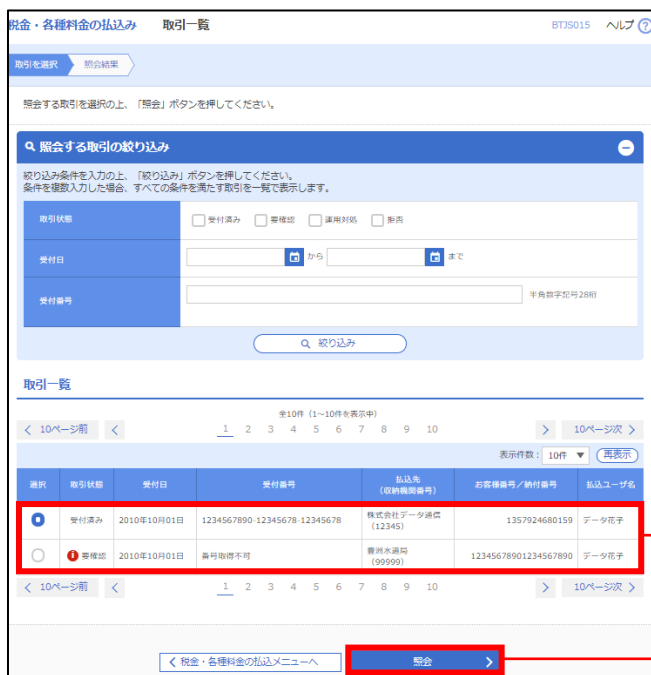 税金・各種料金の払込み 取引一覧 BTJS015 ヘルプ ?
取引を選択 照会結果
照会する取引を選択の上、「照会」ボタンを押してください。
照会する取引の絞り込み
絞り込み条件を入力の上、「絞り込み」ボタンを押してください。
条件を複数入力した場合、すべての条件を満たす取引を一覧で表示します。
取引状態 受付済み 要確認 運用対処 拒否
受付日 から まで
受付番号 半角数字記号28桁
絞り込み
取引一覧
全10件(1~10件を表示中)
< 10ページ前 < 1 2 3 4 5 6 7 8 9 10 > 10ページ次 >
表示件数: 10件 ▼ 再表示
選択 取引状態 受付日 受付番号 払込先(収納機関番号) お客様番号/納付番号 払込ユーザ名
受付済み 2010年10月01日 1234567890-12345678-12345678 株式会社データ通信(12345) 1357924680159 データ花子
要確認 2010年10月01日 番号取得不可 豊洲水道局(99999) 12345678901234567890 データ花子
< 10ページ前 < 1 2 3 4 5 6 7 8 9 10 > 10ページ次 >
< 税金・各種料金の払込メニューへ 照会 >